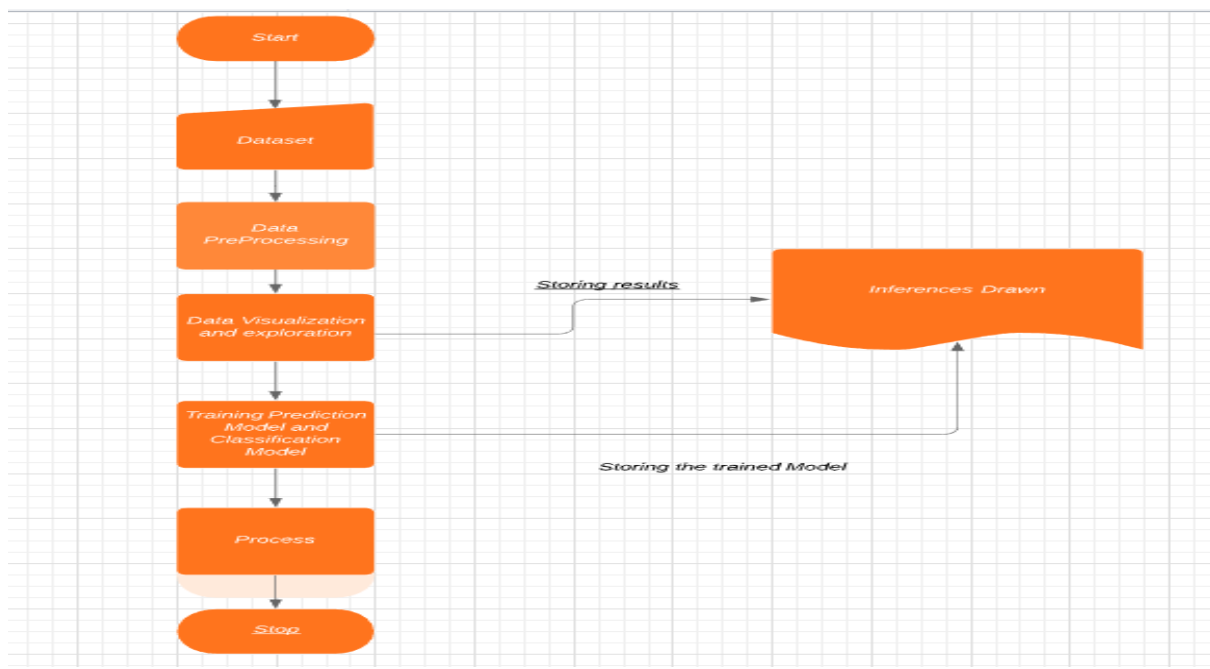 Start
Dataset
Data
PreProcessing
Storing results
Inferences Drawn
Data Visualization
and exploration
Training Prediction
Model and
Classification
Model
Storing the trained Model
Process
Stop